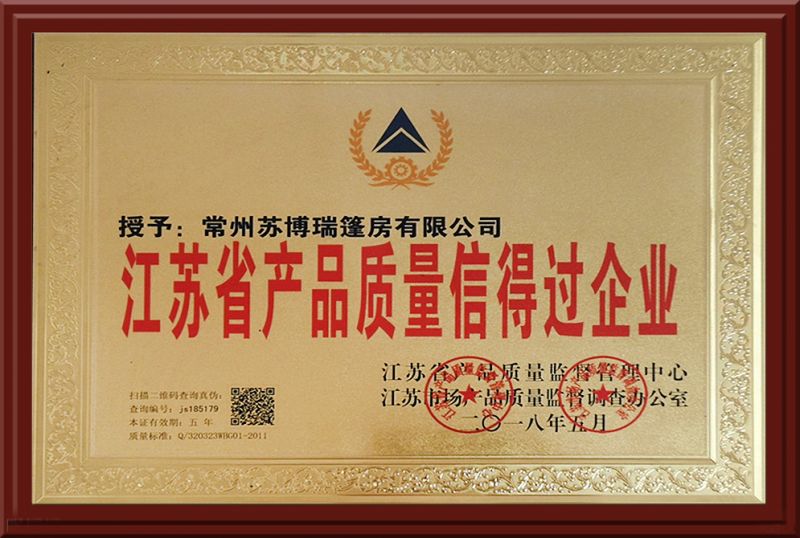 授予：常州苏博瑞篷房有限公司
江苏省产品质量信得过企业
江苏省产品质量监督管理中心
江苏市场产品质量监督调查办公室
二〇一八年五月
扫描二维码查询真伪：
查询编号：js185179
本证有效期：五 年
质量标准：Q/320323WBG01-2011